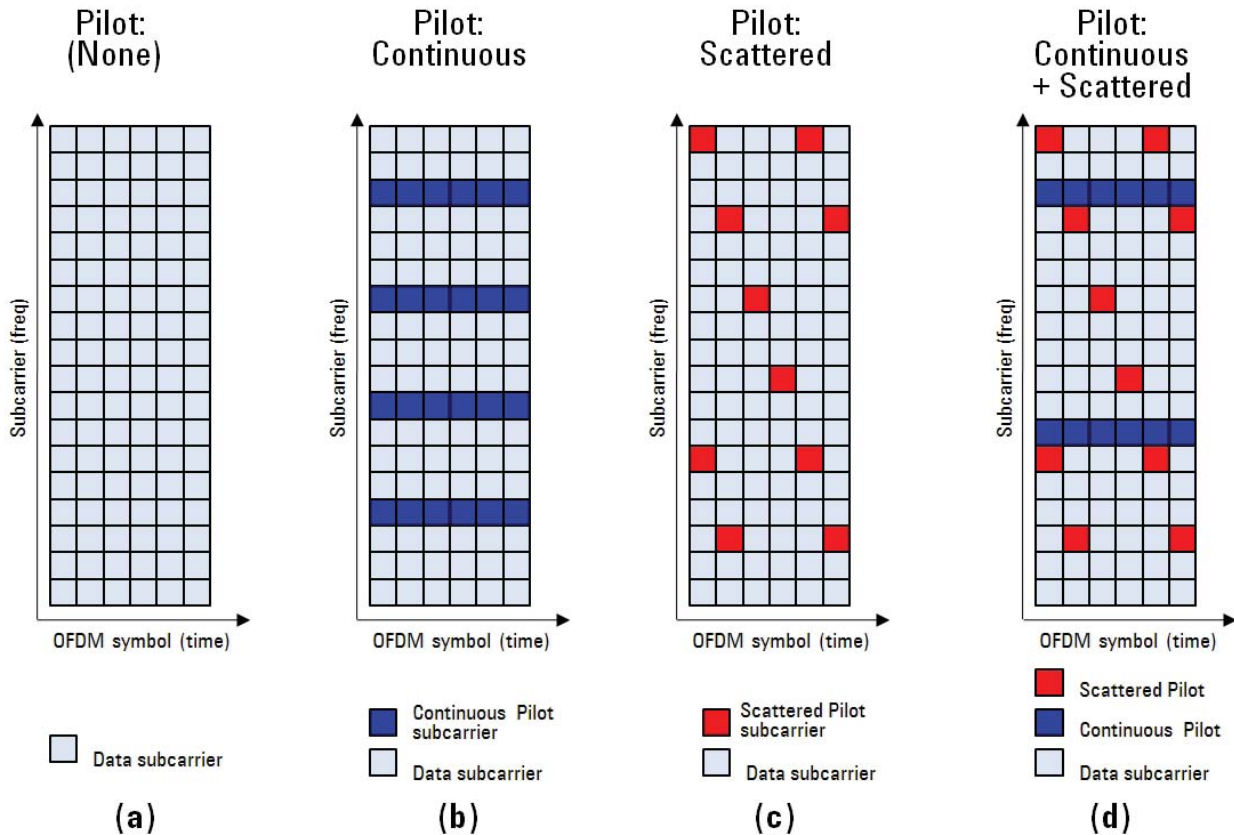 Pilot:
(None)
Subcarrier (freq)
OFDM symbol (time)
Data subcarrier
(a)
Pilot:
Continuous
Subcarrier (freq)
OFDM symbol (time)
Continuous Pilot
subcarrier
Data subcarrier
(b)
Pilot:
Scattered
Subcarrier (freq)
OFDM symbol (time)
Scattered Pilot
subcarrier
Data subcarrier
(c)
Pilot:
Continuous
+ Scattered
Subcarrier (freq)
OFDM symbol (time)
Scattered Pilot
Continuous Pilot
Data subcarrier
(d)